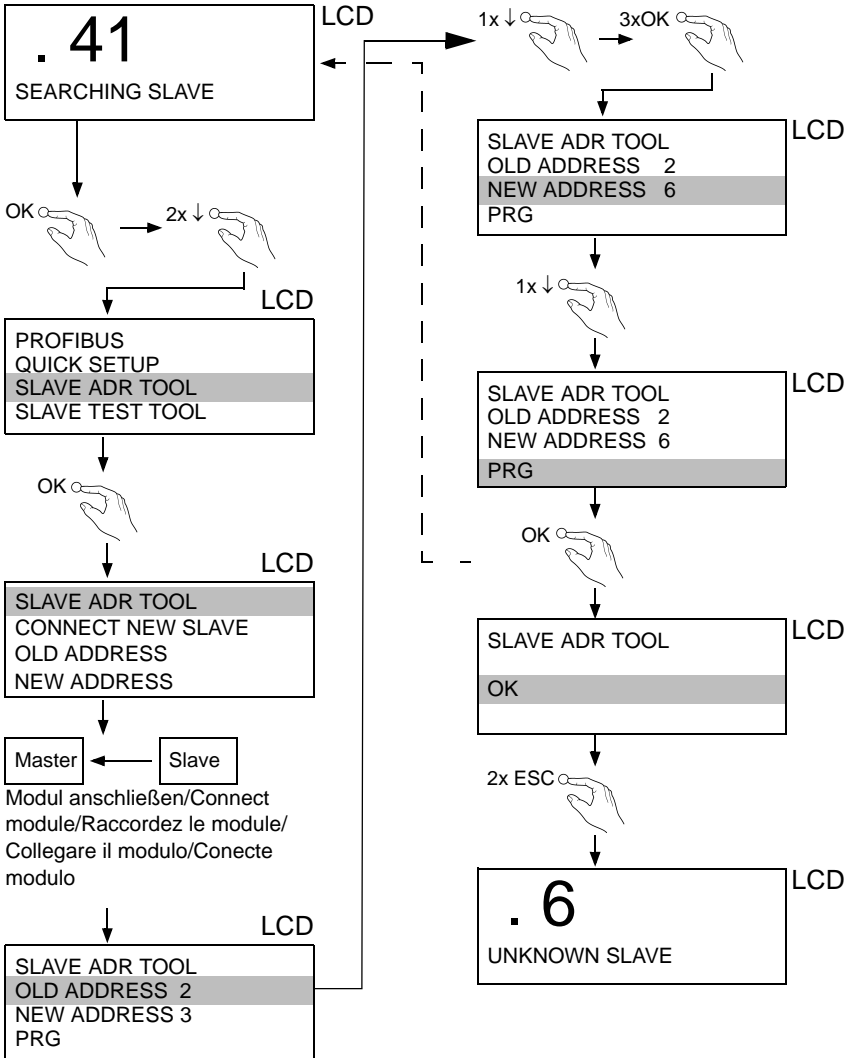 LCD
. 41
SEARCHING SLAVE
OK
2x ↓
LCD
PROFIBUS
QUICK SETUP
SLAVE ADR TOOL
SLAVE TEST TOOL
OK
LCD
SLAVE ADR TOOL
CONNECT NEW SLAVE
OLD ADDRESS
NEW ADDRESS
Master
Slave
Modul anschließen/Connect
module/Raccordez le module/
Collegare il modulo/Conecte
modulo
LCD
SLAVE ADR TOOL
OLD ADDRESS 2
NEW ADDRESS 3
PRG
1x ↓
3xOK
LCD
SLAVE ADR TOOL
OLD ADDRESS 2
NEW ADDRESS 6
PRG
1x ↓
LCD
SLAVE ADR TOOL
OLD ADDRESS 2
NEW ADDRESS 6
PRG
OK
LCD
SLAVE ADR TOOL
OK
2x ESC
LCD
. 6
UNKNOWN SLAVE